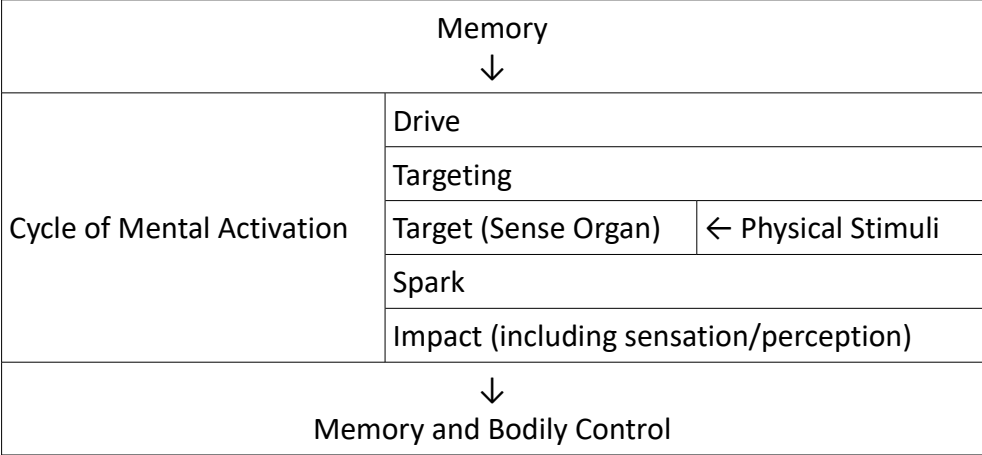 Memory
↓
Drive
Targeting
Cycle of Mental Activation
Target (Sense Organ)
← Physical Stimuli
Spark
Impact (including sensation/perception)
↓
Memory and Bodily Control